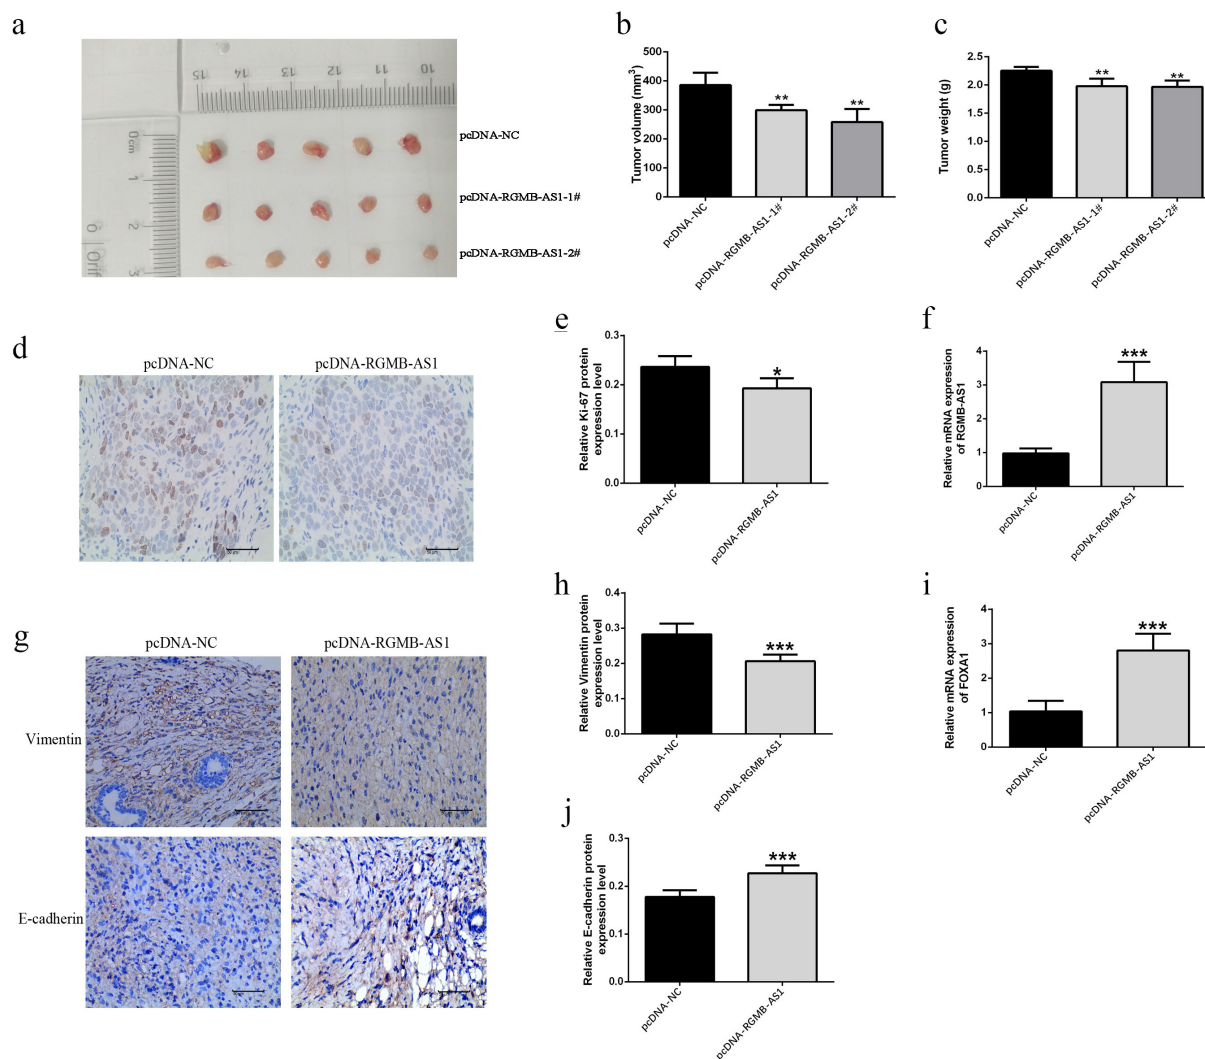 a
15 14 13 12 11 10
0cm
1
2
3
0
Orif
pcDNA-NC
pcDNA-RGMB-AS1-1#
pcDNA-RGMB-AS1-2#
b
Tumor volume (mm3)
500
400
300
200
100
0
**
**
pcDNA-NC
pcDNA-RGMB-AS1-1#
pcDNA-RGMB-AS1-2#
c
Tumor weight (g)
2.5
2.0
1.5
1.0
0.5
0.0
**
**
pcDNA-NC
pcDNA-RGMB-AS1-1#
pcDNA-RGMB-AS1-2#
d
pcDNA-NC
pcDNA-RGMB-AS1
e
Relative Ki-67 protein
expression level
0.3
0.2
0.1
0.0
*
pcDNA-NC
pcDNA-RGMB-AS1
f
Relative mRNA expression
of RGMB-AS1
4
3
2
1
0
***
pcDNA-NC
pcDNA-RGMB-AS1
g
pcDNA-NC
pcDNA-RGMB-AS1
Vimentin
E-cadherin
h
Relative Vimentin protein
expression level
0.4
0.3
0.2
0.1
0.0
***
pcDNA-NC
pcDNA-RGMB-AS1
i
Relative mRNA expression
of FOXA1
4
3
2
1
0
***
pcDNA-NC
pcDNA-RGMB-AS1
j
Relative E-cadherin protein
expression level
0.3
0.2
0.1
0.0
***
pcDNA-NC
pcDNA-RGMB-AS1